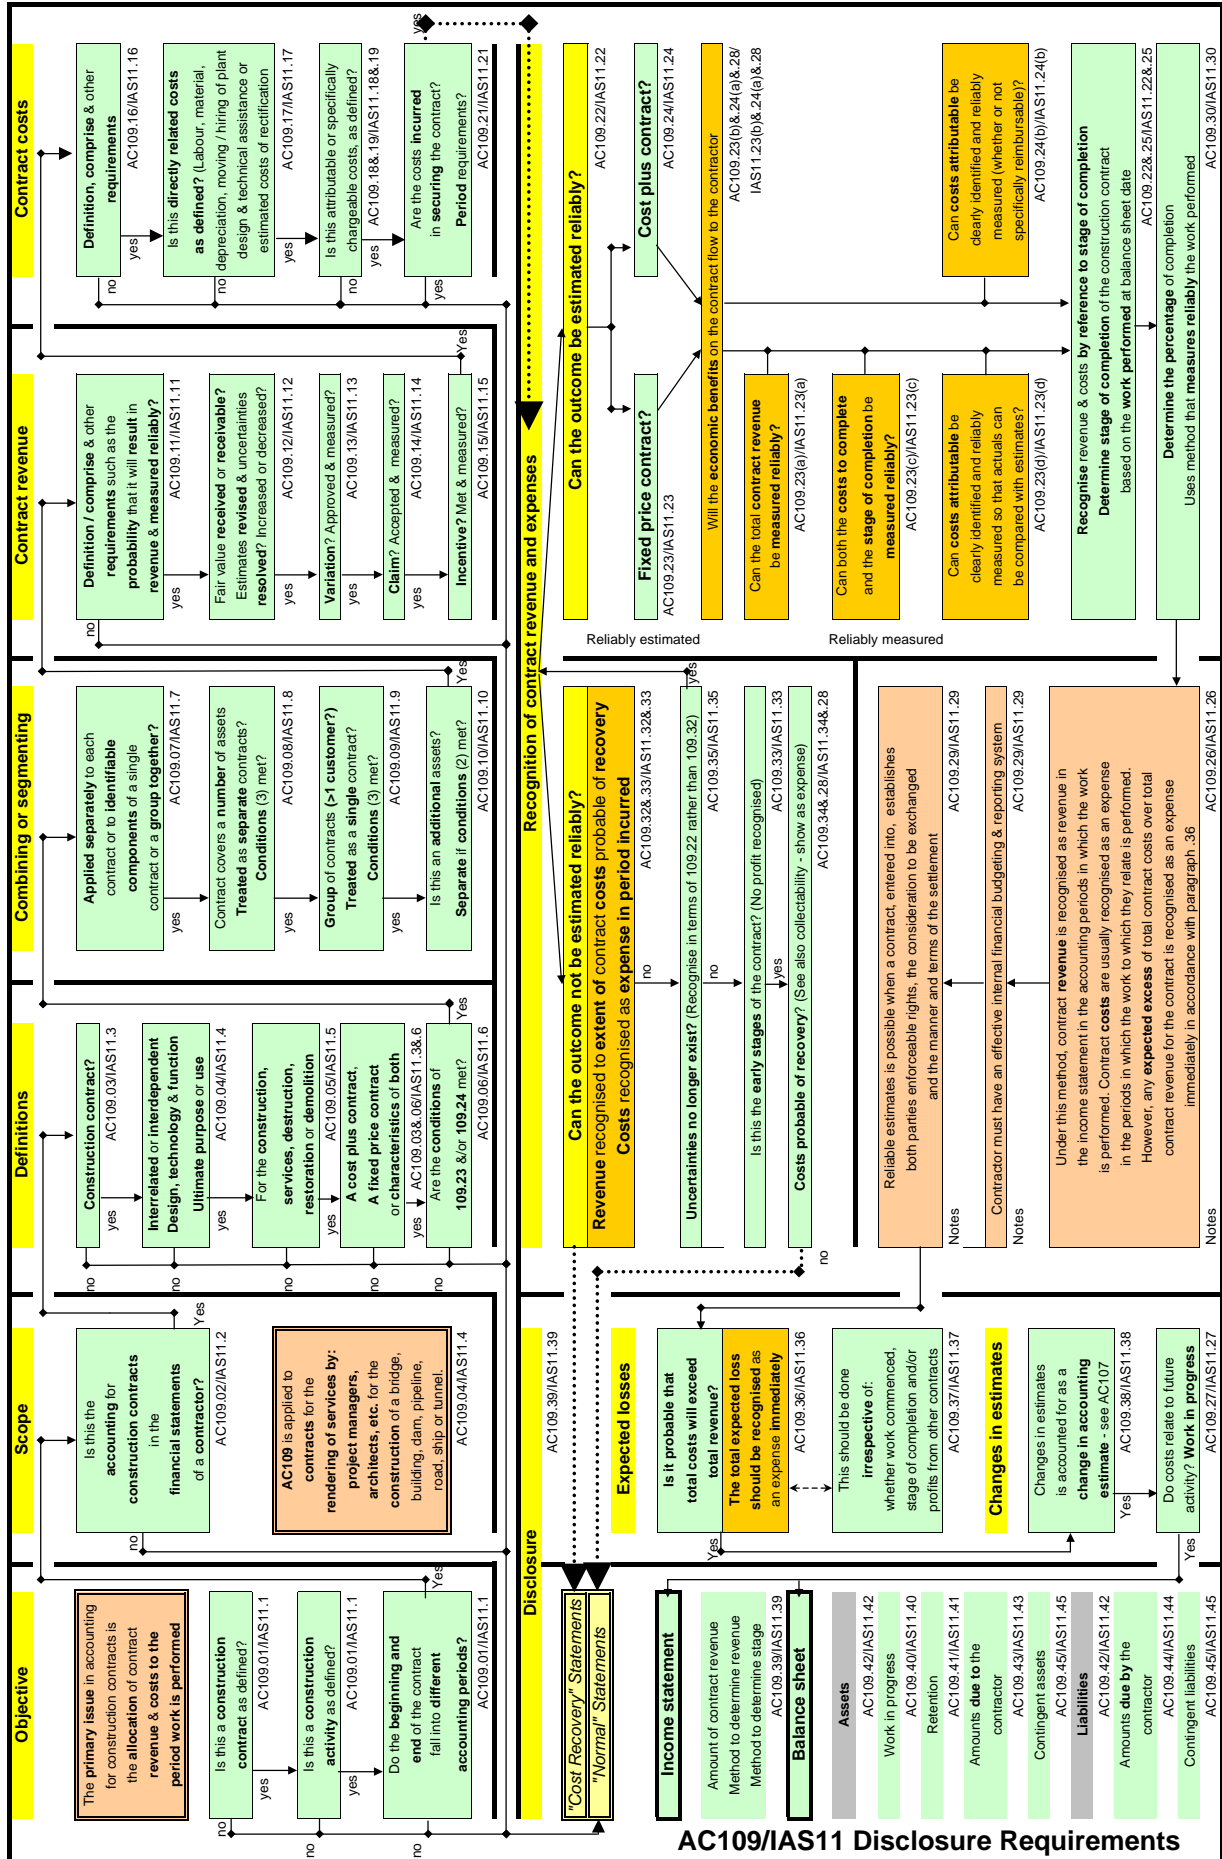 Objective
The primary issue in accounting
for construction contracts is
the allocation of contract
revenue & costs to the
period work is performed
no
Is this a construction
contract as defined?
AC109.01/IAS11.1
yes
Is this a construction
activity as defined?
AC109.01/IAS11.1
yes
no
no
Do the beginning and
end of the contract
fall into different
accounting periods?
AC109.01/IAS11.1
Yes
Scope
Is this the
accounting for
construction contracts
in the
financial statements
of a contractor?
AC109.02/IAS11.2
no
Yes
AC109 is applied to
contracts for the
rendering of services by:
project managers,
architects, etc. for the
construction of a bridge,
building, dam, pipeline,
road, ship or tunnel.
AC109.04/IAS11.4
Definitions
no
Construction contract?
AC109.03/IAS11.3
yes
no
Interrelated or interdependent
Design, technology & function
Ultimate purpose or use
AC109.04/IAS11.4
yes
no
For the construction,
services, destruction,
restoration or demolition
AC109.05/IAS11.5
yes
no
A cost plus contract,
A fixed price contract
or characteristics of both
AC109.03&.06/IAS11.3&.6
yes
no
Are the conditions of
109.23 &/or 109.24 met?
AC109.06/IAS11.6
Yes
Combining or segmenting
Applied separately to each
contract or to identifiable
components of a single
contract or a group together?
AC109.07/IAS11.7
yes
Contract covers a number of assets
Treated as separate contracts?
Conditions (3) met?
AC109.08/IAS11.8
yes
Group of contracts (>1 customer?)
Treated as a single contract?
Conditions (3) met?
AC109.09/IAS11.9
yes
Is this an additional assets?
Separate if conditions (2) met?
AC109.10/IAS11.10
Yes
Contract revenue
no
Definition / comprise & other
requirements such as the
probability that it will result in
revenue & measured reliably?
AC109.11/IAS11.11
yes
Fair value received or receivable?
Estimates revised & uncertainties
resolved? Increased or decreased?
AC109.12/IAS11.12
yes
Variation? Approved & measured?
AC109.13/IAS11.13
yes
Claim? Accepted & measured?
AC109.14/IAS11.14
yes
Incentive? Met & measured?
AC109.15/IAS11.15
Yes
Contract costs
Definition, comprise & other
requirements
AC109.16/IAS11.16
yes
no
Is this directly related costs
as defined? (Labour, material,
depreciation, moving / hiring of plant
design & technical assistance or
estimated costs of rectification
AC109.17/IAS11.17
yes
no
Is this attributable or specifically
chargeable costs, as defined?
AC109.18&.19/IAS11.18&.19
yes
no
Are the costs incurred
in securing the contract?
Period requirements?
AC109.21/IAS11.21
yes
yes
Disclosure
AC109.39/IAS11.39
Recognition of contract revenue and expenses
"Cost Recovery" Statements
"Normal" Statements
Income statement
Amount of contract revenue
Method to determine revenue
Method to determine stage
AC109.39/IAS11.39
Balance sheet
Assets
AC109.42/IAS11.42
Work in progress
AC109.40/IAS11.40
Retention
AC109.41/IAS11.41
Amounts due to the
contractor
AC109.43/IAS11.43
Contingent assets
AC109.45/IAS11.45
Liabilities
AC109.42/IAS11.42
Amounts due by the
contractor
AC109.44/IAS11.44
Contingent liabilities
AC109.45/IAS11.45
Expected losses
Is it probable that
total costs will exceed
total revenue?
Yes
The total expected loss
should be recognised as
an expense immediately
AC109.36/IAS11.36
This should be done
irrespective of:
whether work commenced,
stage of completion and/or
profits from other contracts
AC109.37/IAS11.37
Changes in estimates
Changes in estimates
is accounted for as a
change in accounting
estimate - see AC107
AC109.38/IAS11.38
Yes
Do costs relate to future
activity? Work in progress
AC109.27/IAS11.27
Yes
Can the outcome not be estimated reliably?
Revenue recognised to extent of contract costs probable of recovery
Costs recognised as expense in period incurred
AC109.32&.33/IAS11.32&.33
no
yes
Uncertainties no longer exist? (Recognise in terms of 109.22 rather than 109.32)
AC109.35/IAS11.35
no
Is this the early stages of the contract? (No profit recognised)
AC109.33/IAS11.33
yes
Costs probable of recovery? (See also collectability - show as expense)
AC109.34&.28/IAS11.34&.28
no
Reliable estimates is possible when a contract, entered into, establishes
both parties enforceable rights, the consideration to be exchanged
and the manner and terms of the settlement
Notes
AC109.29/IAS11.29
Contractor must have an effective internal financial budgeting & reporting system
Notes
AC109.29/IAS11.29
Under this method, contract revenue is recognised as revenue in
the income statement in the accounting periods in which the work
is performed. Contract costs are usually recognised as an expense
in the periods in which the work to which they relate is performed.
However, any expected excess of total contract costs over total
contract revenue for the contract is recognised as an expense
immediately in accordance with paragraph .36
Notes
AC109.26/IAS11.26
Can the outcome be estimated reliably?
AC109.22/IAS11.22
Reliably estimated
Fixed price contract?
AC109.23/IAS11.23
Cost plus contract?
AC109.24/IAS11.24
Will the economic benefits on the contract flow to the contractor
AC109.23(b)&.24(a)&.28/
IAS11.23(b)&.24(a)&.28
Can the total contract revenue
be measured reliably?
AC109.23(a)/IAS11.23(a)
Reliably measured
Can both the costs to complete
and the stage of completion be
measured reliably?
AC109.23(c)/IAS11.23(c)
Can costs attributable be
clearly identified and reliably
measured so that actuals can
be compared with estimates?
AC109.23(d)/IAS11.23(d)
Can costs attributable be
clearly identified and reliably
measured (whether or not
specifically reimbursable)?
AC109.24(b)/IAS11.24(b)
Recognise revenue & costs by reference to stage of completion
Determine stage of completion of the construction contract
based on the work performed at balance sheet date
AC109.22&.25/IAS11.22&.25
Determine the percentage of completion
Uses method that measures reliably the work performed
AC109.30/IAS11.30
AC109/IAS11 Disclosure Requirements